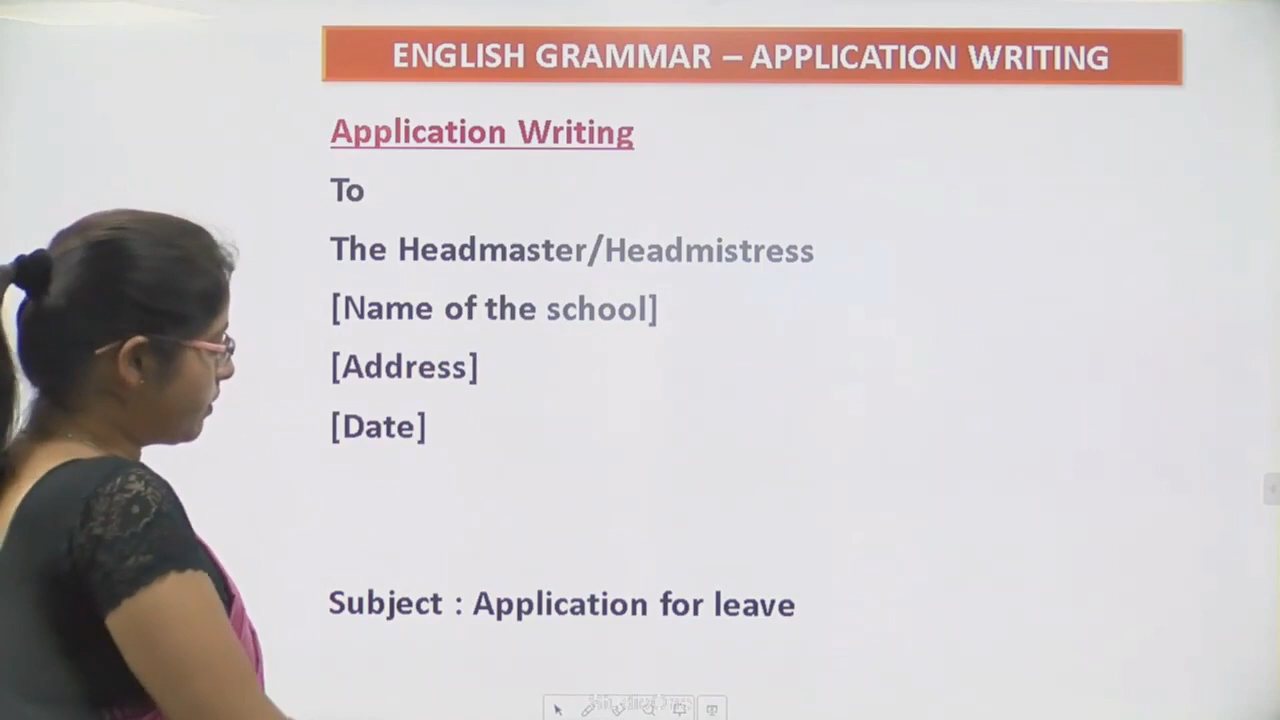 ENGLISH GRAMMAR – APPLICATION WRITING
Application Writing
To
The Headmaster/Headmistress
[Name of the school]
[Address]
[Date]
Subject : Application for leave